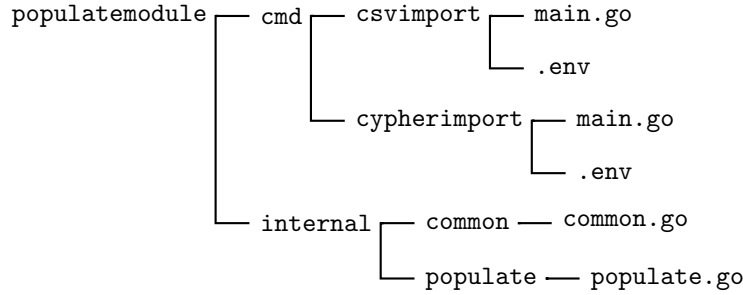 populatemodule cmd csvimport main.go
.env
cypherimport main.go
.env
internal common common.go
populate populate.go